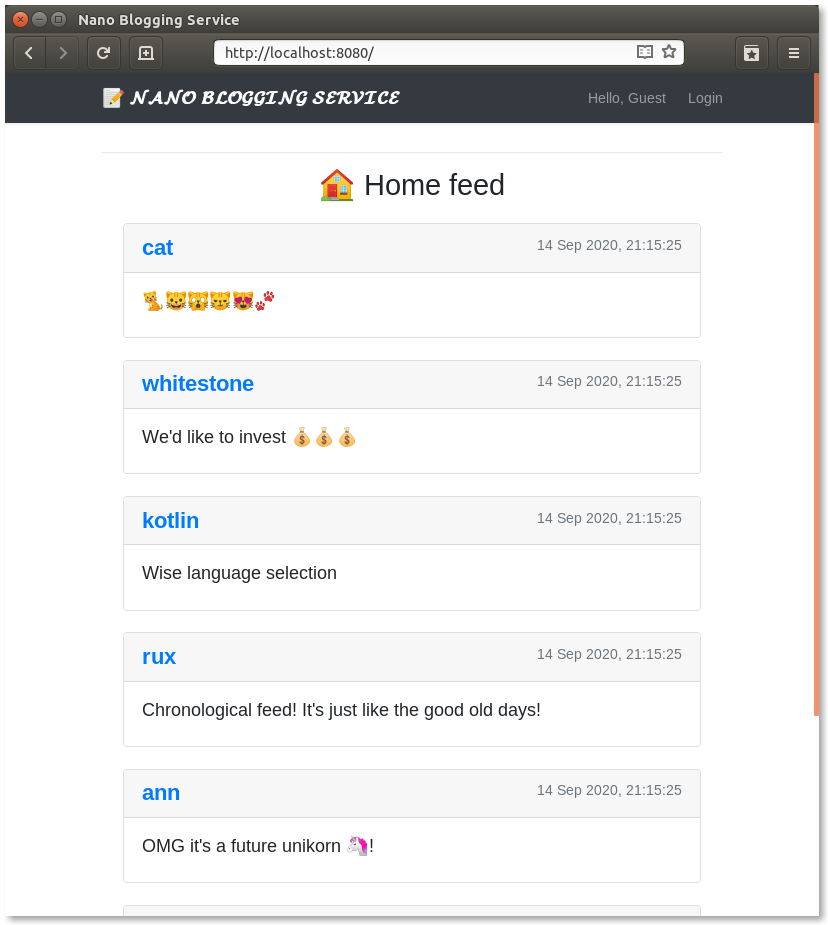 Nano Blogging Service
http://localhost:8080/
📝 𝓝𝓐𝓝𝓞 𝓑𝓛𝓞𝓖𝓖𝓘𝓝𝓖 𝓢𝓔𝓡𝓥𝓘𝓒𝓔 Hello, Guest Login
🏠 Home feed
cat 14 Sep 2020, 21:15:25
🐈😺🙀😼😻🐾
whitestone 14 Sep 2020, 21:15:25
We'd like to invest 💰💰💰
kotlin 14 Sep 2020, 21:15:25
Wise language selection
rux 14 Sep 2020, 21:15:25
Chronological feed! It's just like the good old days!
ann 14 Sep 2020, 21:15:25
OMG it's a future unikorn 🦄!